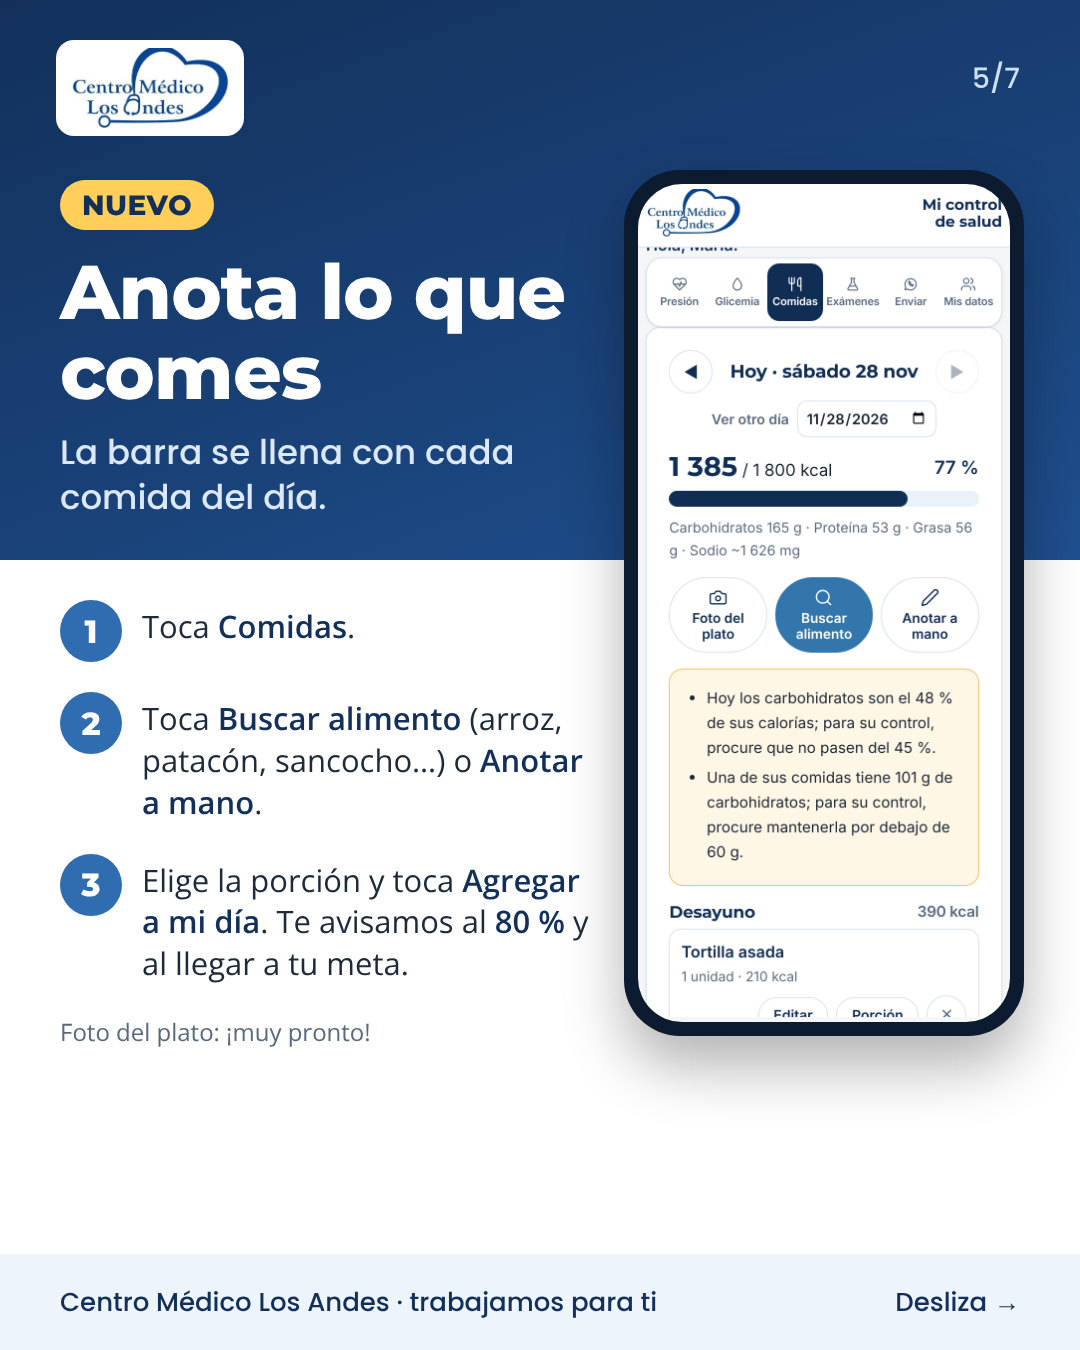 Centro Médico
Los Andes
5/7
NUEVO
Anota lo que
comes
La barra se llena con cada
comida del día.
1 Toca Comidas.
2 Toca Buscar alimento (arroz,
patacón, sancocho...) o Anotar
a mano.
3 Elige la porción y toca Agregar
a mi día. Te avisamos al 80 % y
al llegar a tu meta.
Foto del plato: ¡muy pronto!
Centro Médico
Los Andes
Mi control
de salud
Hola, María.
Presión Glicemia Comidas Exámenes Enviar Mis datos
Hoy · sábado 28 nov
Ver otro día 11/28/2026
1 385 / 1 800 kcal 77 %
Carbohidratos 165 g · Proteína 53 g · Grasa 56
g · Sodio ~1 626 mg
Foto del
plato
Buscar
alimento
Anotar a
mano
• Hoy los carbohidratos son el 48 %
de sus calorías; para su control,
procure que no pasen del 45 %.
• Una de sus comidas tiene 101 g de
carbohidratos; para su control,
procure mantenerla por debajo de
60 g.
Desayuno 390 kcal
Tortilla asada
1 unidad · 210 kcal
Editar Porción ×
Centro Médico Los Andes · trabajamos para ti
Desliza →